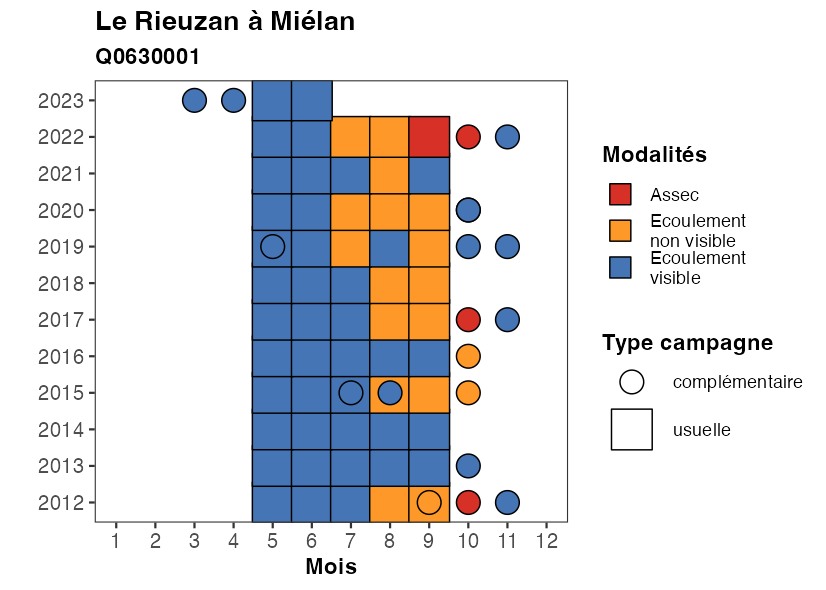 Le Rieuzan à Miélan
Q0630001
2023
2022
2021
2020
2019
2018
2017
2016
2015
2014
2013
2012
1 2 3 4 5 6 7 8 9 10 11 12
Mois
Modalités
Assec
Ecoulement
non visible
Ecoulement
visible
Type campagne
complémentaire
usuelle